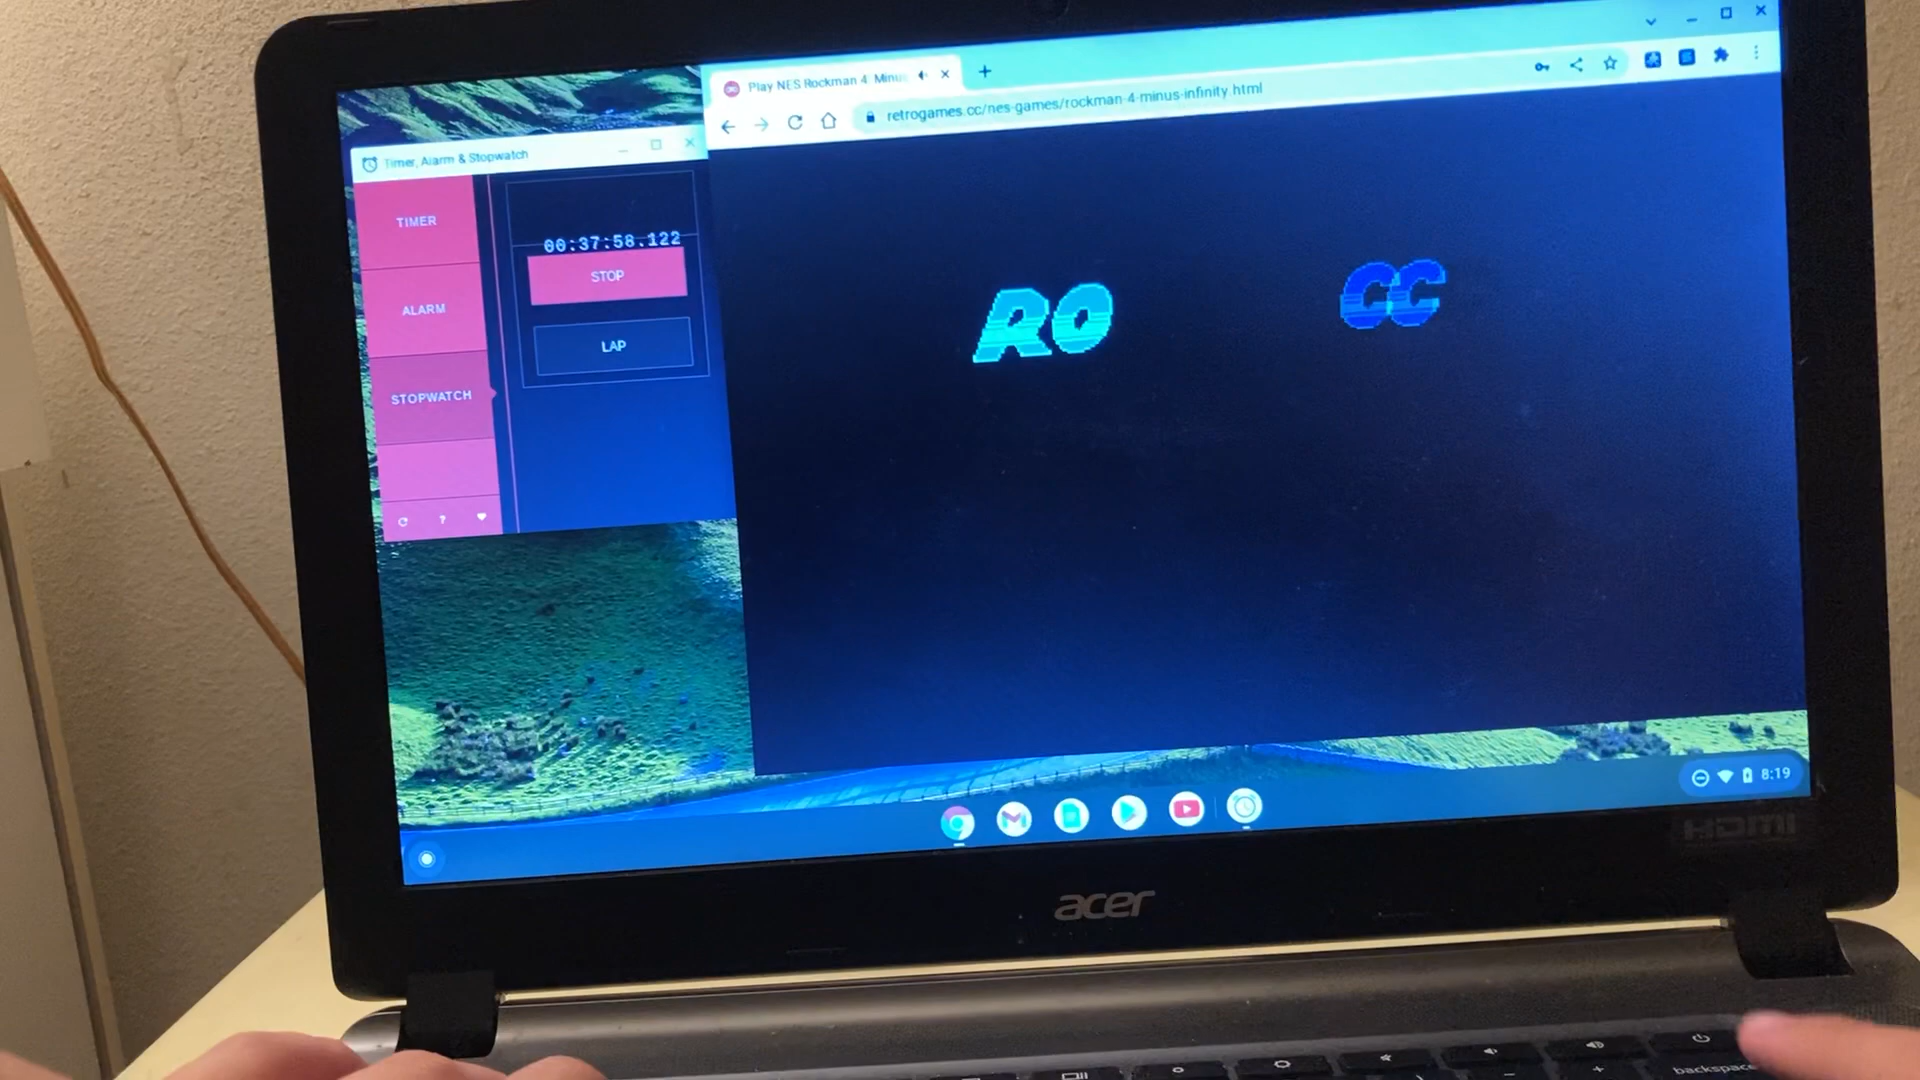 Play NES Rockman 4 Minus
retrogames.cc/nes-games/rockman-4-minus-infinity.html
Timer, Alarm & Stopwatch
TIMER
ALARM
STOPWATCH
?
00:37:58.122
STOP
LAP
RO
CC
8:19
HDMI
acer
backspace